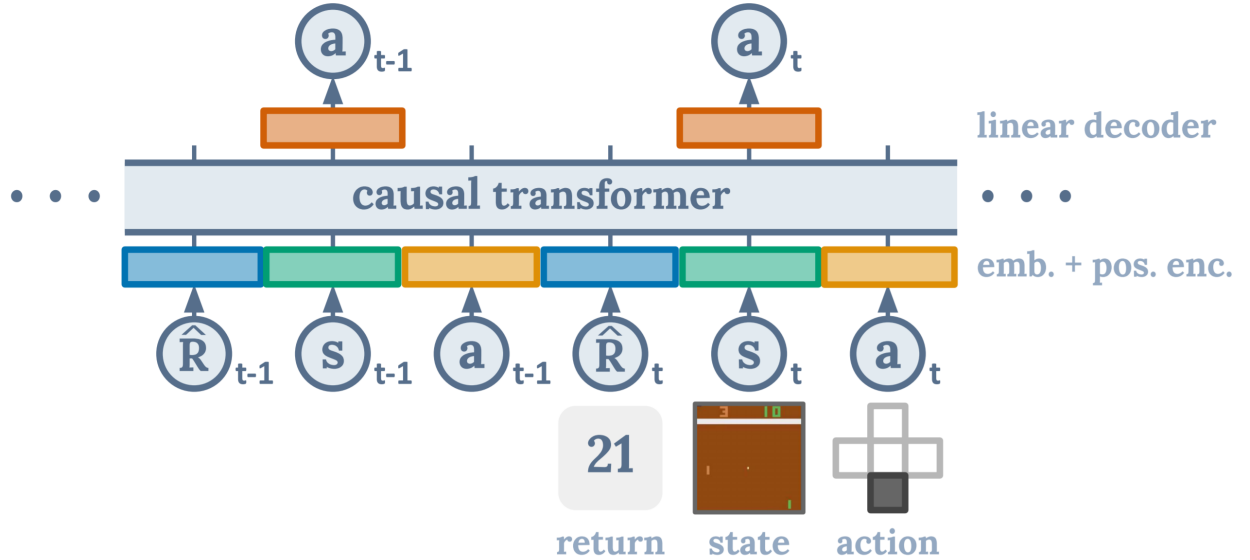 a t-1 a t
linear decoder
• • • causal transformer • • •
emb. + pos. enc.
R̂ t-1 s t-1 a t-1 R̂ t s t a t
3 10
21
return state action